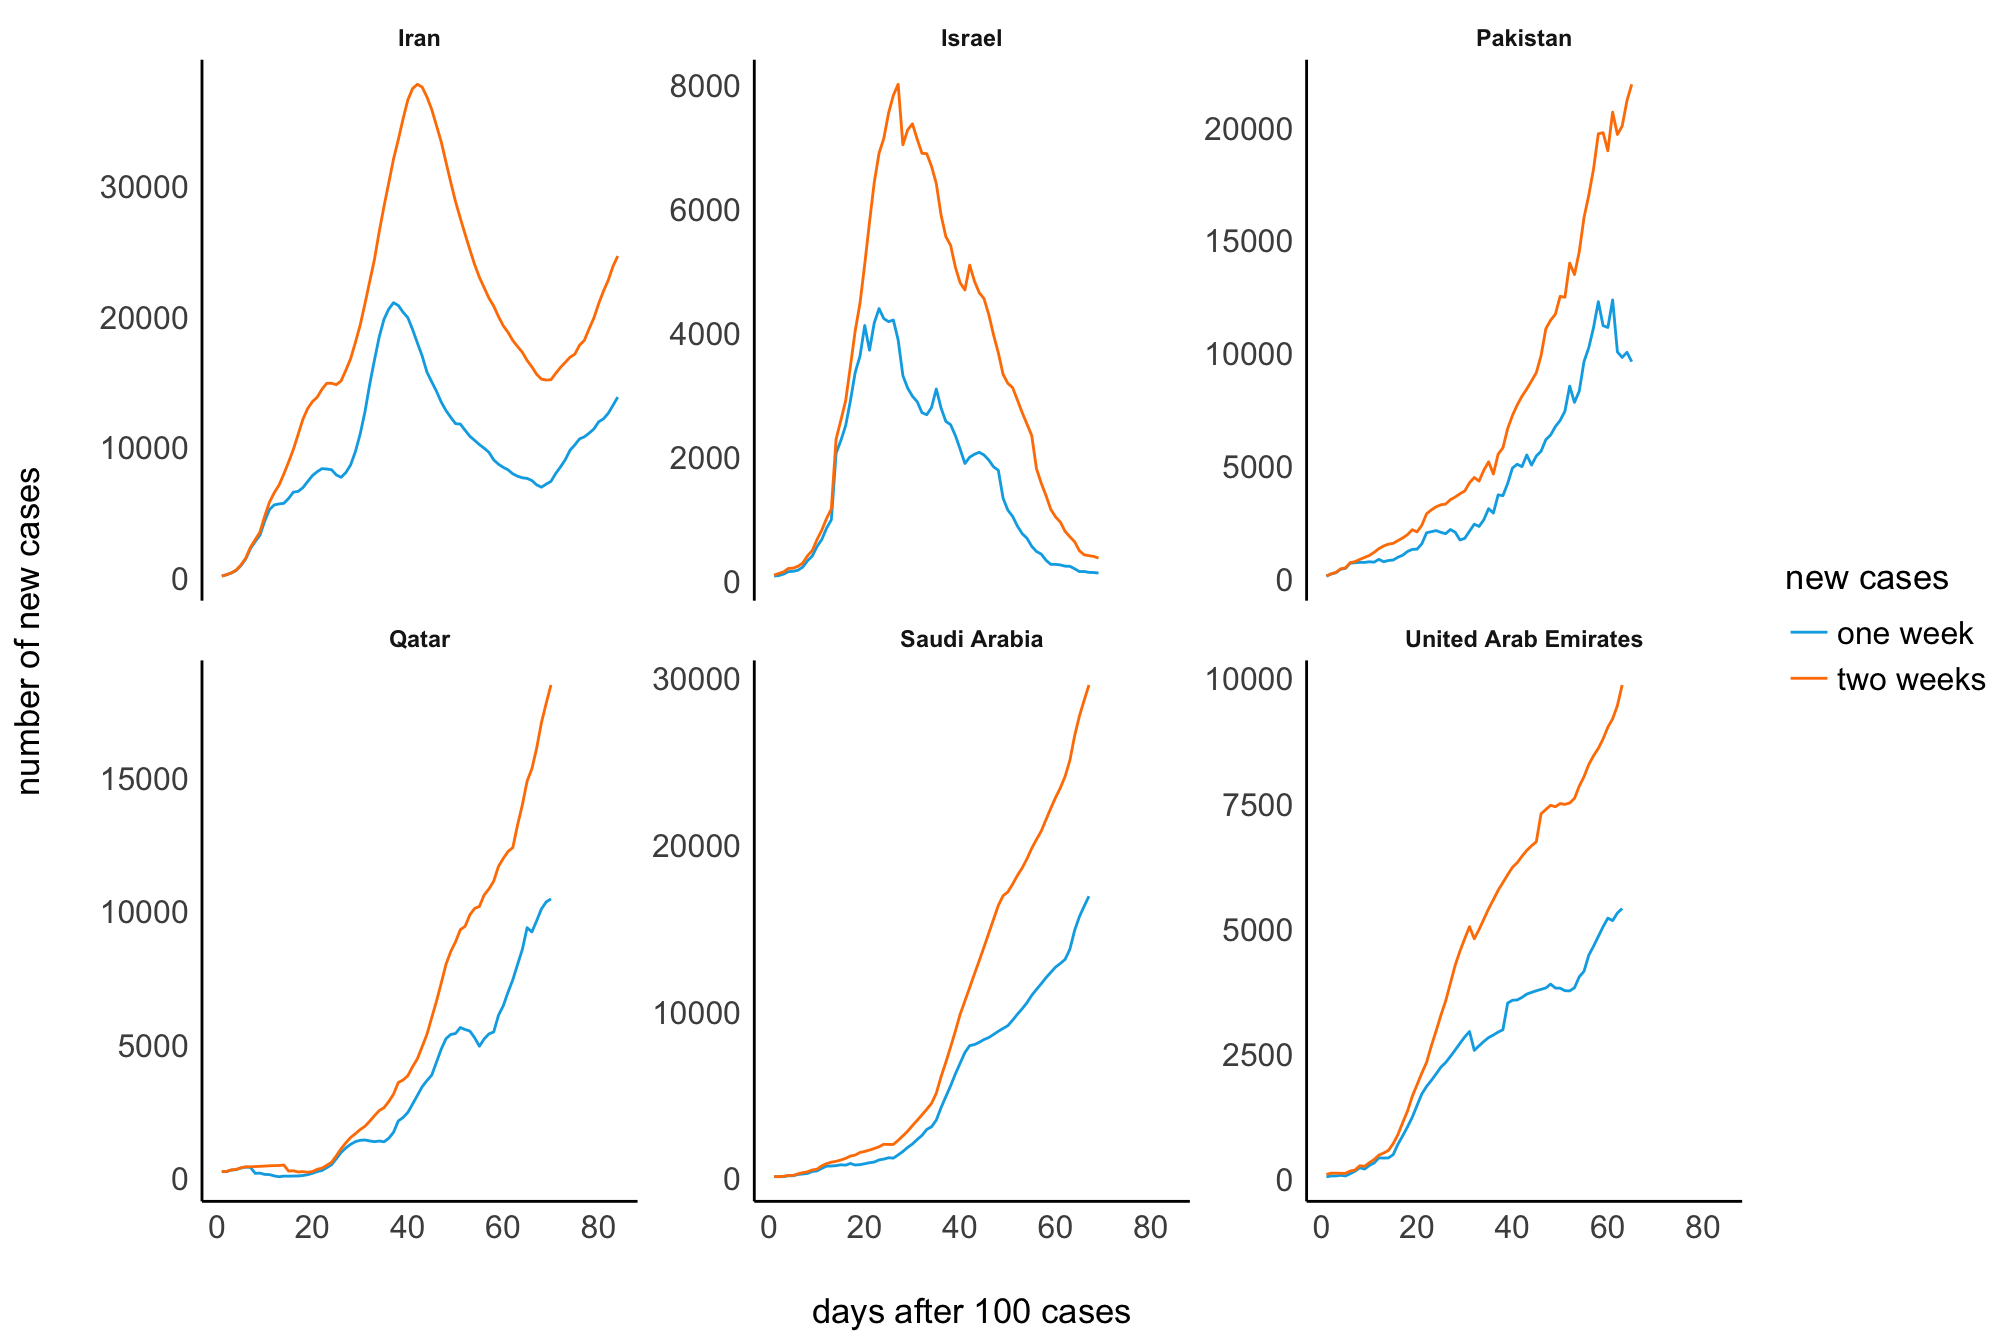 Iran
Israel
Pakistan
30000
20000
10000
0
8000
6000
4000
2000
0
20000
15000
10000
5000
0
number of new cases
new cases
one week
two weeks
Qatar
Saudi Arabia
United Arab Emirates
15000
10000
5000
0
30000
20000
10000
0
10000
7500
5000
2500
0
0 20 40 60 80
0 20 40 60 80
0 20 40 60 80
days after 100 cases